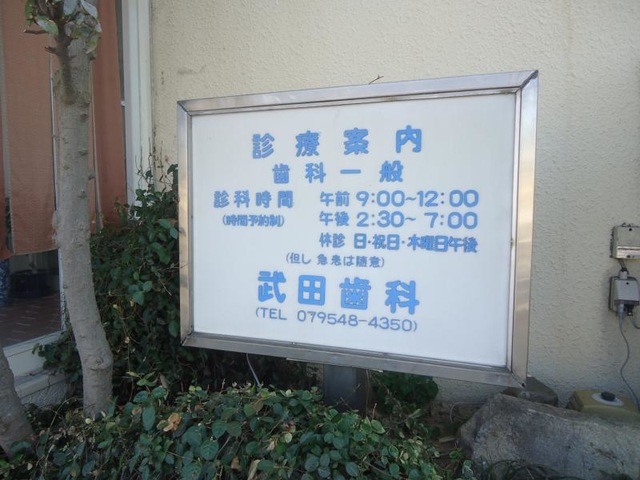 診療案内
歯科一般
診科時間 午前 9:00~12:00
(時間予約制) 午後 2:30~ 7:00
休診 日・祝日・木曜日午後
(但し 急患は随意)
武田歯科
(TEL 079548-4350)